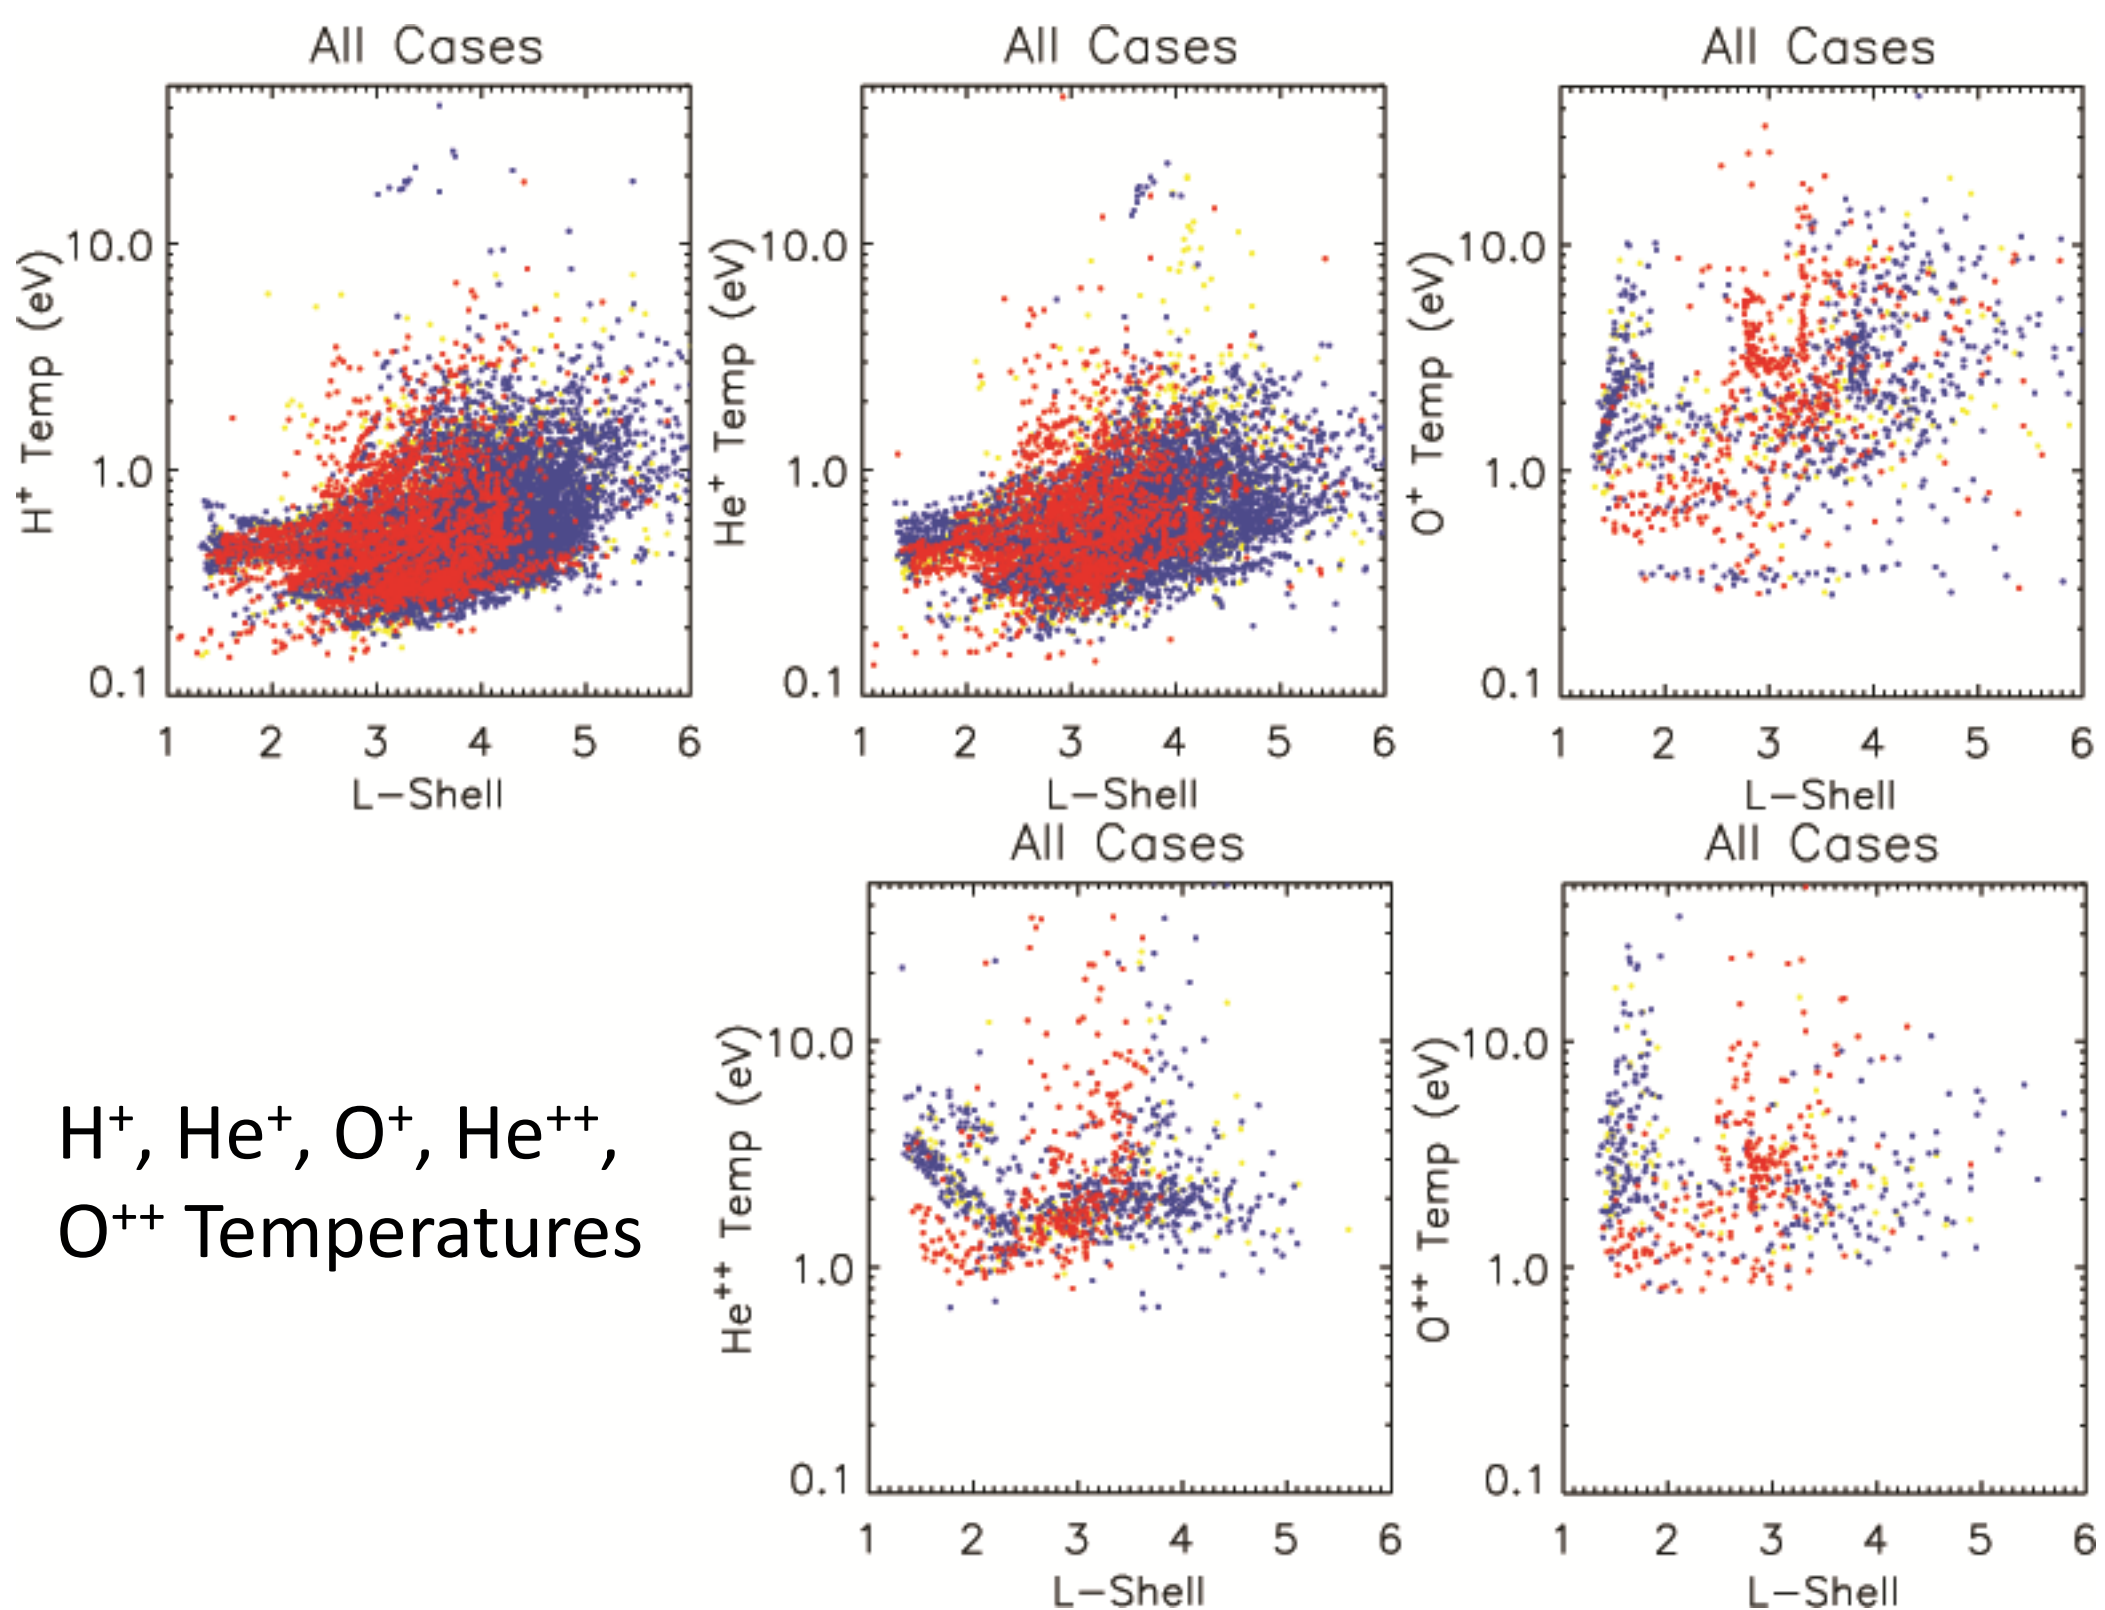 All Cases
All Cases
All Cases
H⁺ Temp (eV)
10.0
1.0
0.1
1 2 3 4 5 6
L-Shell
He⁺ Temp (eV)
10.0
1.0
0.1
1 2 3 4 5 6
L-Shell
O⁺ Temp (eV)
10.0
1.0
0.1
1 2 3 4 5 6
L-Shell
H⁺, He⁺, O⁺, He⁺⁺,
O⁺⁺ Temperatures
All Cases
He⁺⁺ Temp (eV)
10.0
1.0
0.1
1 2 3 4 5 6
L-Shell
All Cases
O⁺⁺ Temp (eV)
10.0
1.0
0.1
1 2 3 4 5 6
L-Shell